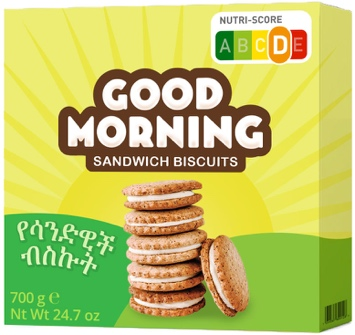 NUTRI-SCORE
A B C D E
GOOD
MORNING
SANDWICH BISCUITS
የሳንድዊች
ብስኩት
700 g ℮
Nt Wt 24.7 oz